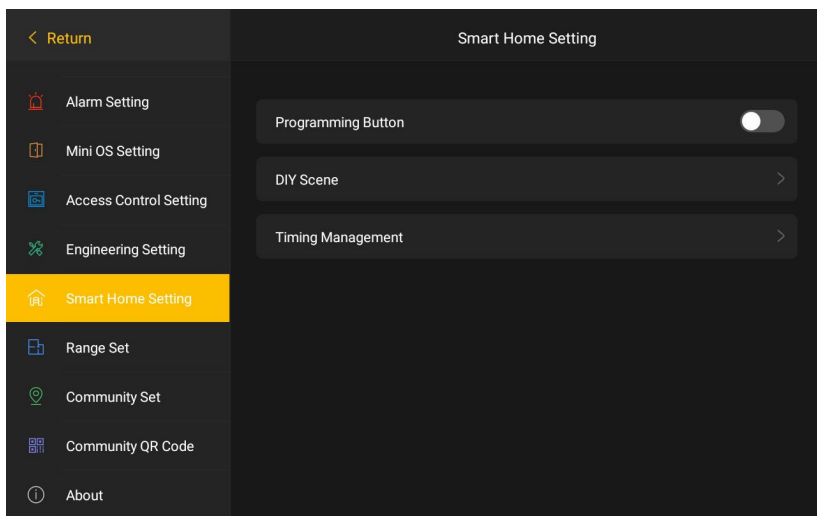 Return
Smart Home Setting
Alarm Setting
Mini OS Setting
Access Control Setting
Engineering Setting
Smart Home Setting
Range Set
Community Set
Community QR Code
About
Programming Button
DIY Scene
Timing Management